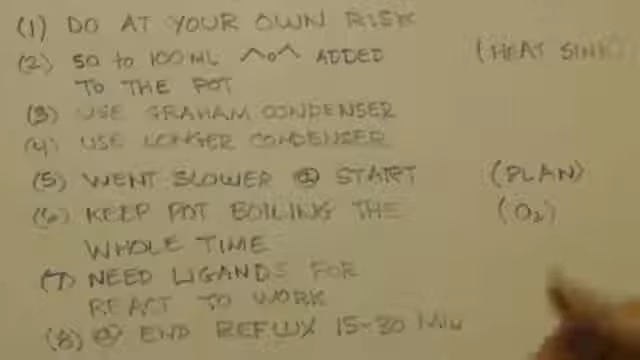 (1) DO AT YOUR OWN RISK
(2) 50 to 100 ML ^o^ ADDED (HEAT SINK)
TO THE POT
(3) USE GRAHAM CONDENSER
(4) USE LONGER CONDENSER
(5) WENT SLOWER @ START (PLAN)
(6) KEEP POT BOILING THE (O₂)
WHOLE TIME
(7) NEED LIGANDS FOR
REACT TO WORK
(8) @ END REFLUX 15-30 Min